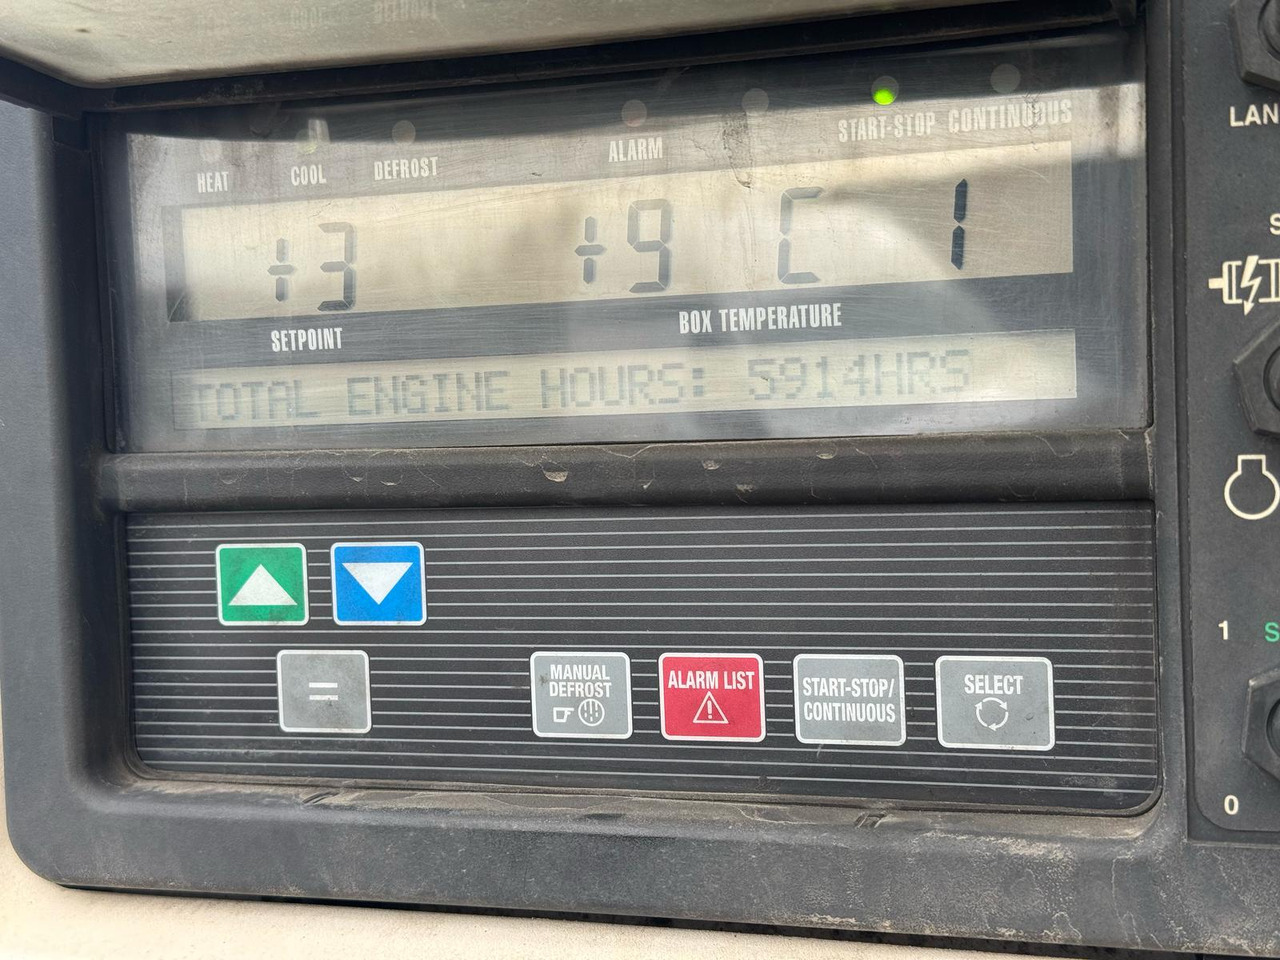 HEAT COOL DEFROST ALARM START-STOP CONTINUOUS
+3 +9 C 1
SETPOINT BOX TEMPERATURE
TOTAL ENGINE HOURS: 5914HRS
MANUAL
DEFROST
ALARM LIST
START-STOP/
CONTINUOUS
SELECT
LAN
S
1 S
0